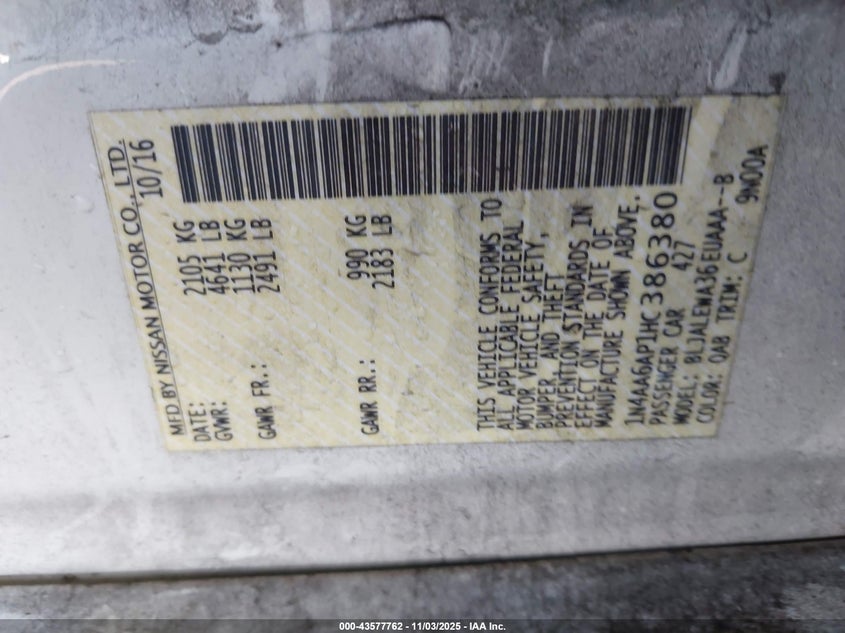 MFD BY NISSAN MOTOR CO., LTD.
DATE: 10/16
GVWR: 2105 KG
4641 LB
GAWR FR.: 1130 KG
2491 LB
GAWR RR.: 990 KG
2183 LB
THIS VEHICLE CONFORMS TO
ALL APPLICABLE FEDERAL
MOTOR VEHICLE SAFETY,
BUMPER, AND THEFT
PREVENTION STANDARDS IN
EFFECT ON THE DATE OF
MANUFACTURE SHOWN ABOVE.
1N4AA6AP1HC386380
PASSENGER CAR 427
MODEL: BLJALEWA36EUAAA--B
COLOR: QAB TRIM: C 9N00A
000-43577762 - 11/03/2025 - IAA Inc.